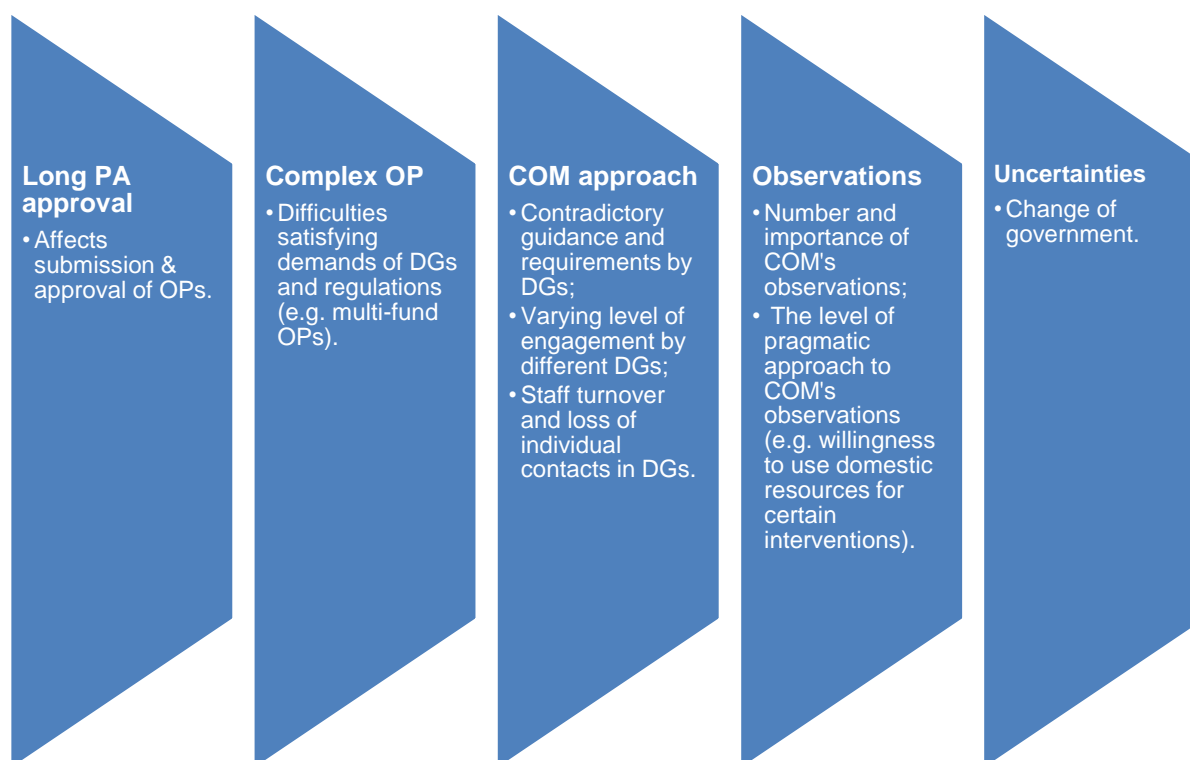 Long PA
approval
• Affects
submission &
approval of OPs.
Complex OP
• Difficulties
satisfying
demands of DGs
and regulations
(e.g. multi-fund
OPs).
COM approach
• Contradictory
guidance and
requirements by
DGs;
• Varying level of
engagement by
different DGs;
• Staff turnover
and loss of
individual
contacts in DGs.
Observations
• Number and
importance of
COM's
observations;
• The level of
pragmatic
approach to
COM's
observations
(e.g. willingness
to use domestic
resources for
certain
interventions).
Uncertainties
• Change of
government.